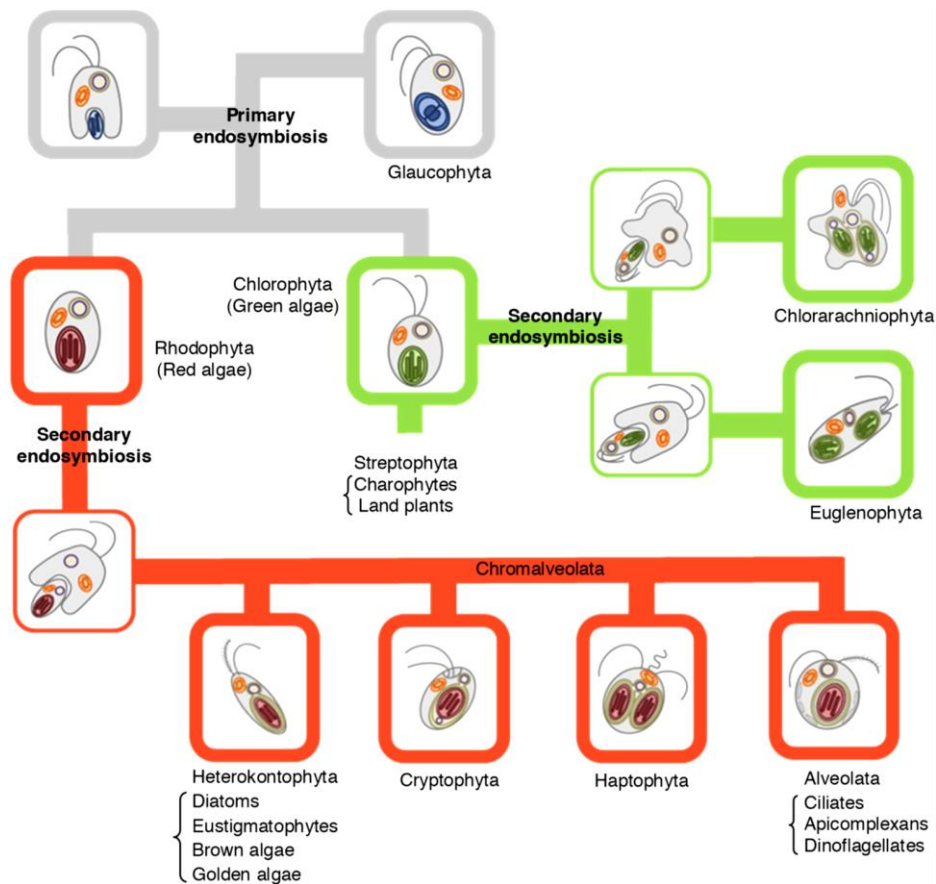 Primary
endosymbiosis
Glaucophyta
Chlorophyta
(Green algae)
Secondary
endosymbiosis
Chlorarachniophyta
Rhodophyta
(Red algae)
Secondary
endosymbiosis
Streptophyta
Charophytes
Land plants
Euglenophyta
Chromalveolata
Heterokontophyta
Diatoms
Eustigmatophytes
Brown algae
Golden algae
Cryptophyta
Haptophyta
Alveolata
Ciliates
Apicomplexans
Dinoflagellates